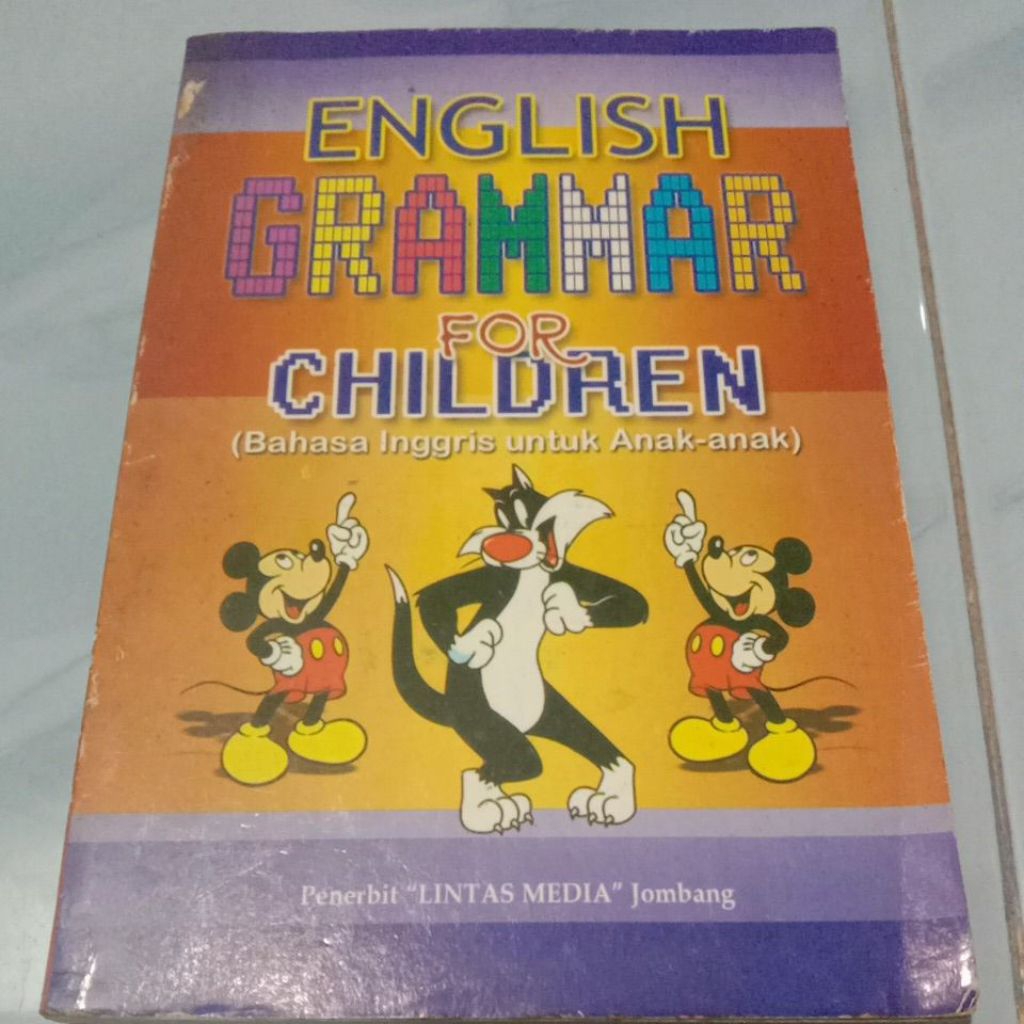 ENGLISH
GRAMMAR
FOR
CHILDREN
(Bahasa Inggris untuk Anak-anak)
Penerbit “LINTAS MEDIA” Jombang